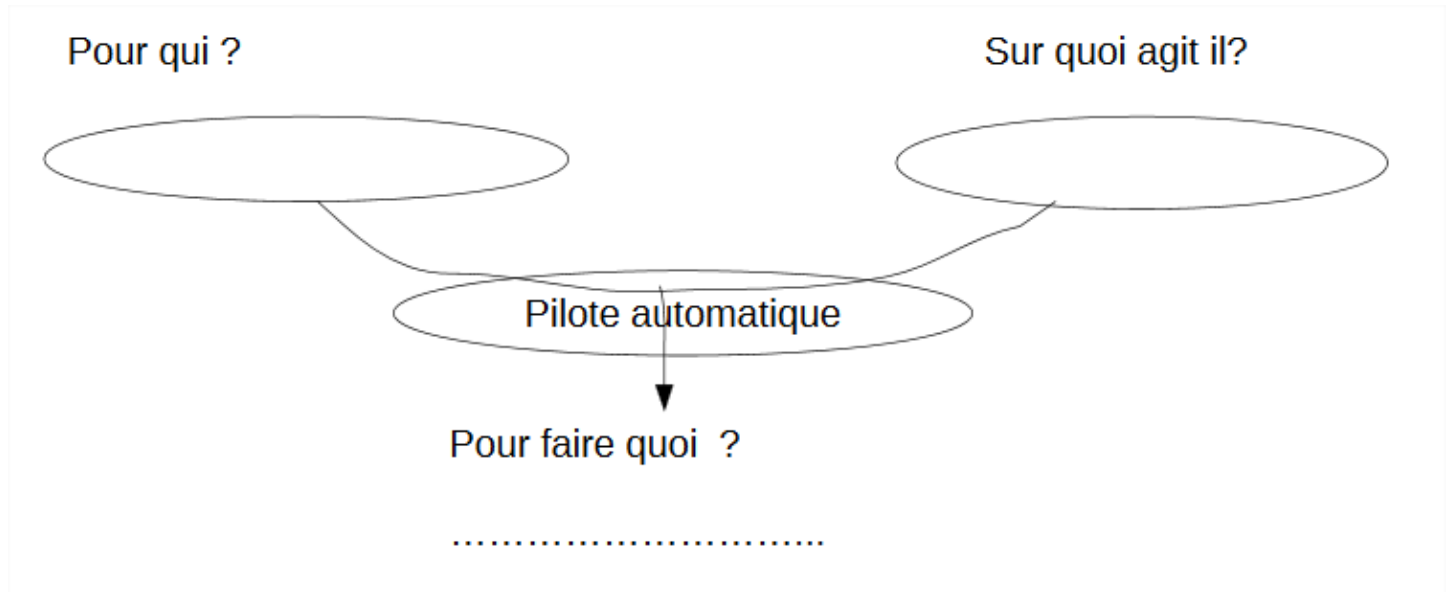 Pour qui ?
Sur quoi agit il?
Pilote automatique
Pour faire quoi  ?
…………………………...